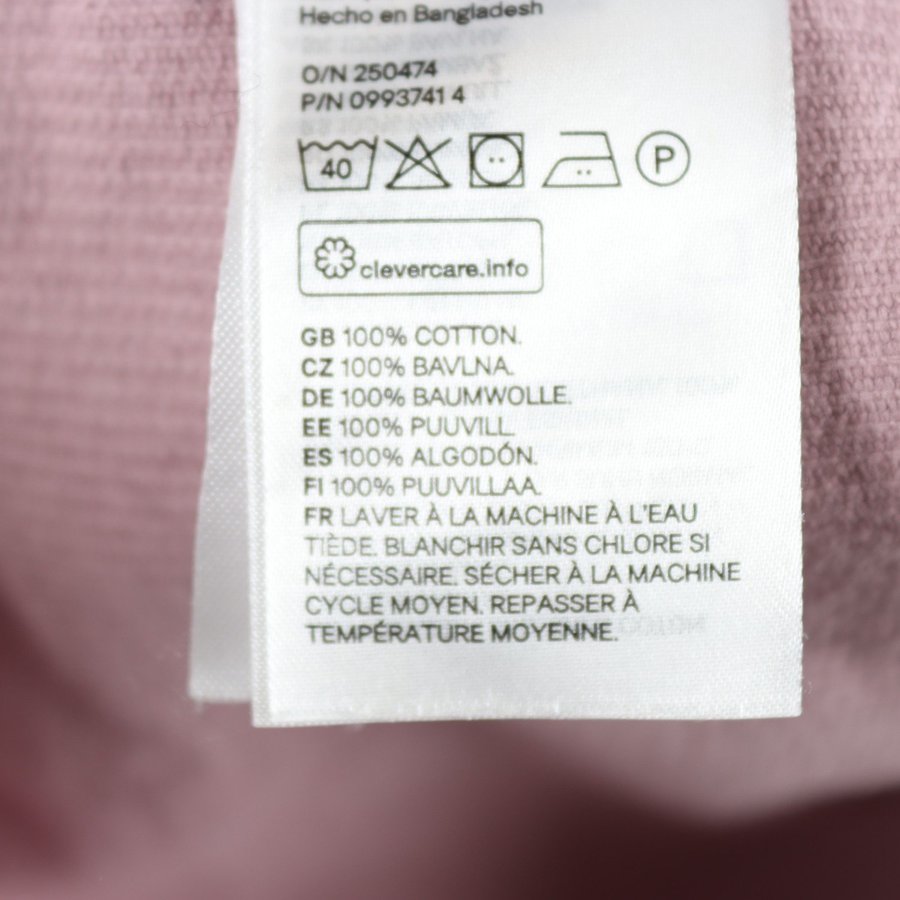 Hecho en Bangladesh
O/N 250474
P/N 0993741 4
40 P
clevercare.info
GB 100% COTTON.
CZ 100% BAVLNA.
DE 100% BAUMWOLLE.
EE 100% PUUVILL.
ES 100% ALGODÓN.
FI 100% PUUVILLAA.
FR LAVER À LA MACHINE À L'EAU
TIÈDE. BLANCHIR SANS CHLORE SI
NÉCESSAIRE. SÉCHER À LA MACHINE
CYCLE MOYEN. REPASSER À
TEMPÉRATURE MOYENNE.